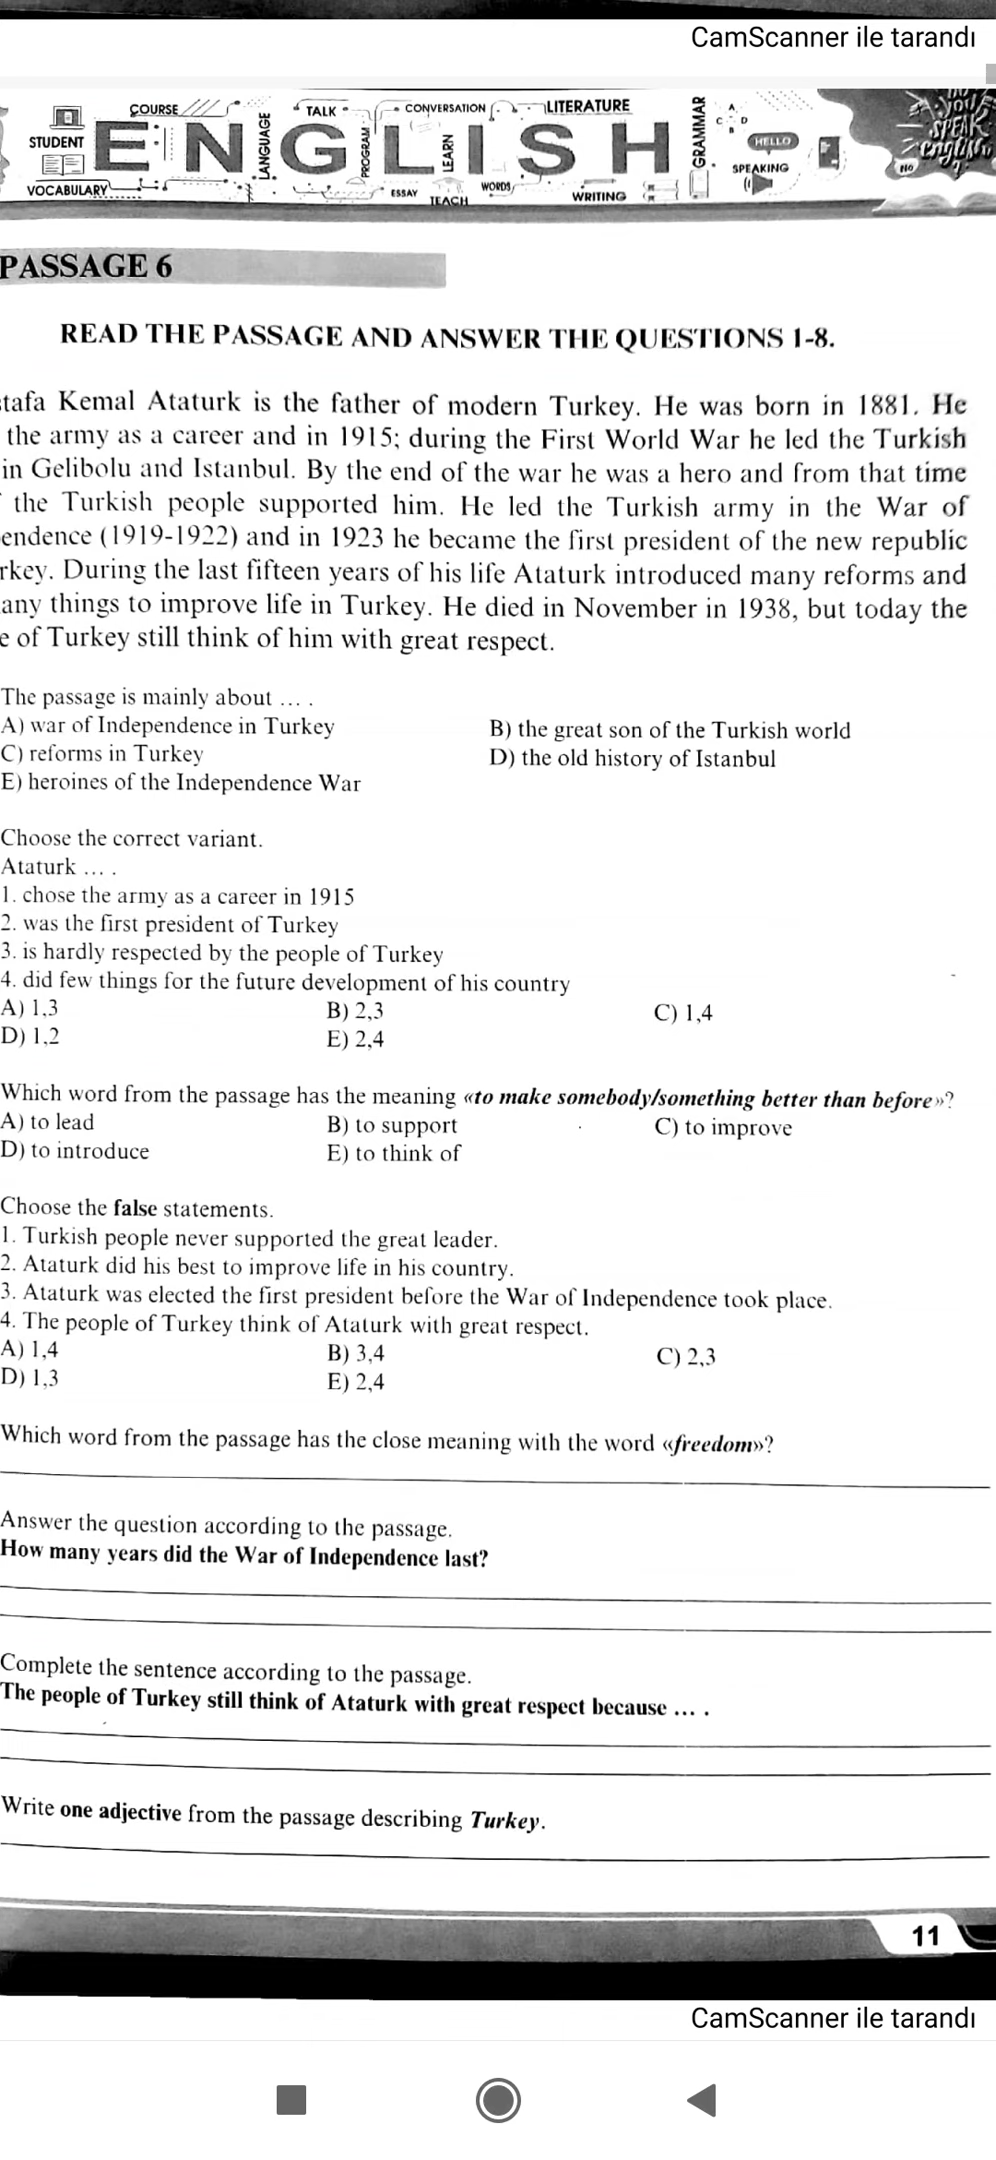 CamScanner ile tarandı
COURSE
TALK
CONVERSATION
LITERATURE
STUDENT
ENGLISH
LANGUAGE
PROGRAM
LEARN
GRAMMAR
A
C D
B
HELLO
SPEAKING
YOU
SPEAK
english
?
NO
VOCABULARY
ESSAY
TEACH
WORDS
WRITING
PASSAGE 6
READ THE PASSAGE AND ANSWER THE QUESTIONS 1-8.
stafa Kemal Ataturk is the father of modern Turkey. He was born in 1881. He
the army as a career and in 1915; during the First World War he led the Turkish
in Gelibolu and Istanbul. By the end of the war he was a hero and from that time
the Turkish people supported him. He led the Turkish army in the War of
endence (1919-1922) and in 1923 he became the first president of the new republic
rkey. During the last fifteen years of his life Ataturk introduced many reforms and
any things to improve life in Turkey. He died in November in 1938, but today the
e of Turkey still think of him with great respect.
The passage is mainly about ... .
A) war of Independence in Turkey B) the great son of the Turkish world
C) reforms in Turkey D) the old history of Istanbul
E) heroines of the Independence War
Choose the correct variant.
Ataturk ... .
1. chose the army as a career in 1915
2. was the first president of Turkey
3. is hardly respected by the people of Turkey
4. did few things for the future development of his country
A) 1,3 B) 2,3 C) 1,4
D) 1,2 E) 2,4
Which word from the passage has the meaning «to make somebody/something better than before»?
A) to lead B) to support C) to improve
D) to introduce E) to think of
Choose the false statements.
1. Turkish people never supported the great leader.
2. Ataturk did his best to improve life in his country.
3. Ataturk was elected the first president before the War of Independence took place.
4. The people of Turkey think of Ataturk with great respect.
A) 1,4 B) 3,4 C) 2,3
D) 1,3 E) 2,4
Which word from the passage has the close meaning with the word «freedom»?
Answer the question according to the passage.
How many years did the War of Independence last?
Complete the sentence according to the passage.
The people of Turkey still think of Ataturk with great respect because ... .
Write one adjective from the passage describing Turkey.
11
CamScanner ile tarandı